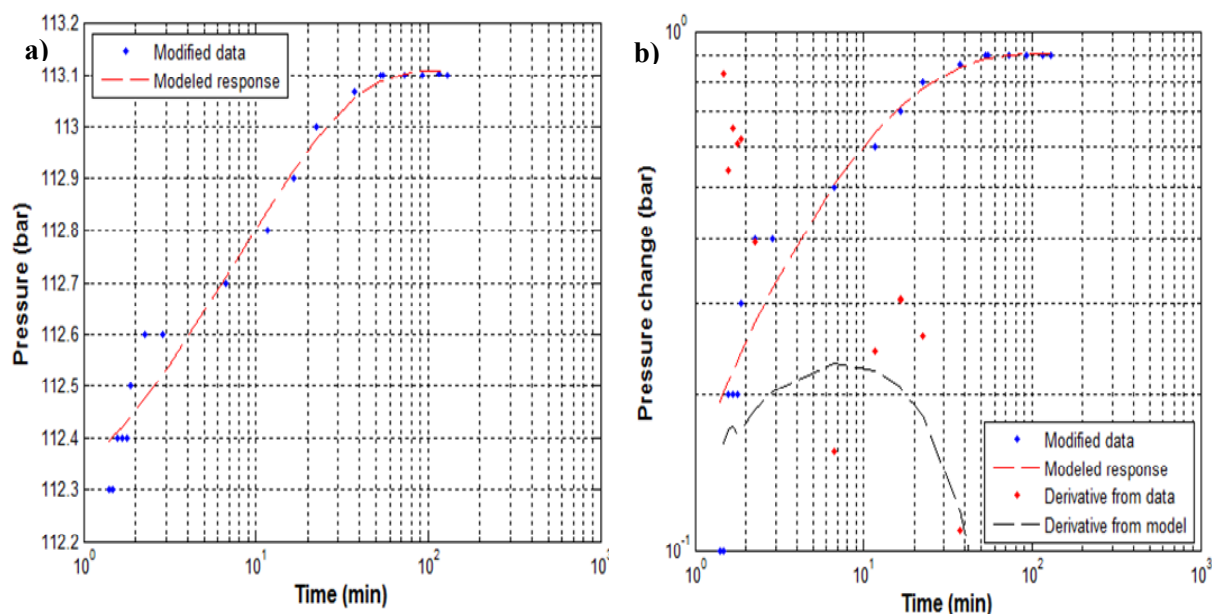 a)
Modified data
Modeled response
113.2
113.1
113
112.9
112.8
112.7
112.6
112.5
112.4
112.3
112.2
Pressure (bar)
10^0
10^1
10^2
10
Time (min)
b)
10^0
10^-1
Pressure change (bar)
Modified data
Modeled response
Derivative from data
Derivative from model
10^0
10^1
10^2
10^3
Time (min)